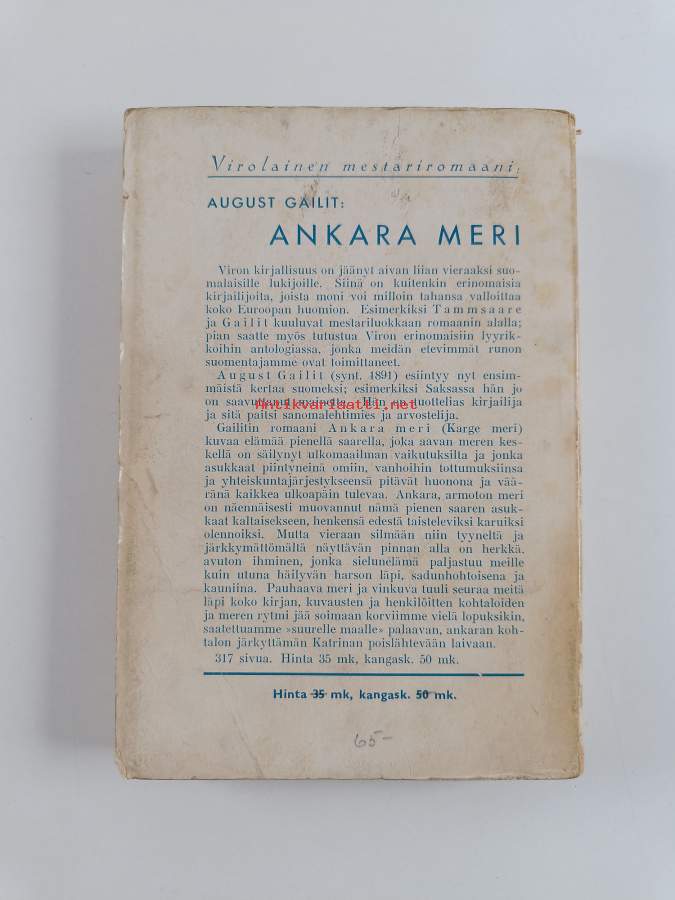 Virolainen mestariromaani:
AUGUST GAILIT:
ANKARA MERI
Viron kirjallisuus on jäänyt aivan liian vieraaksi suo-
malaisille lukijoille. Siinä on kuitenkin erinomaisia
kirjailijoita, joista moni voi milloin tahansa valloittaa
koko Euroopan huomion. Esimerkiksi Tammsaare
ja Gailit kuuluvat mestariluokkaan romaanin alalla;
pian saatte myös tutustua Viron erinomaisiin lyyrik-
koihin antologiassa, jonka meidän etevimmät runon
suomentajamme ovat toimittaneet.
August Gailit (synt. 1891) esiintyy nyt ensim-
mäistä kertaa suomeksi; esimerkiksi Saksassa hän jo
on saavuttanut Hän on tuottelias kirjailija
Antikvariaatti.net
ja sitä paitsi sanomalehtimies ja arvostelija.
Gailitin romaani Ankara meri (Karge meri)
kuvaa elämää pienellä saarella, joka aavan meren kes-
kellä on säilynyt ulkomaailman vaikutuksilta ja jonka
asukkaat piintyneinä omiin, vanhoihin tottumuksiinsa
ja yhteiskuntajärjestykseensä pitävät huonona ja vää-
ränä kaikkea ulkoapäin tulevaa. Ankara, armoton meri
on näennäisesti muovannut nämä pienen saaren asuk-
kaat kaltaisekseen, henkensä edestä taisteleviksi karuiksi
olennoiksi. Mutta vieraan silmään niin tyyneltä ja
järkkymättömältä näyttävän pinnan alla on herkkä,
avuton ihminen, jonka sielunelämä paljastuu meille
kuin utuna häilyvän harson läpi, sadunhohtoisena ja
kauniina. Pauhaava meri ja vinkuva tuuli seuraa meitä
läpi koko kirjan, kuvausten ja henkilöitten kohtaloiden
ja meren rytmi jää soimaan korviimme vielä lopuksikin,
saatettuamme »suurelle maalle» palaavan, ankaran koh-
talon järkyttämän Katrinan poislähtevään laivaan.
317 sivua. Hinta 35 mk, kangask. 50 mk.
Hinta 35 mk, kangask. 50 mk.
65-